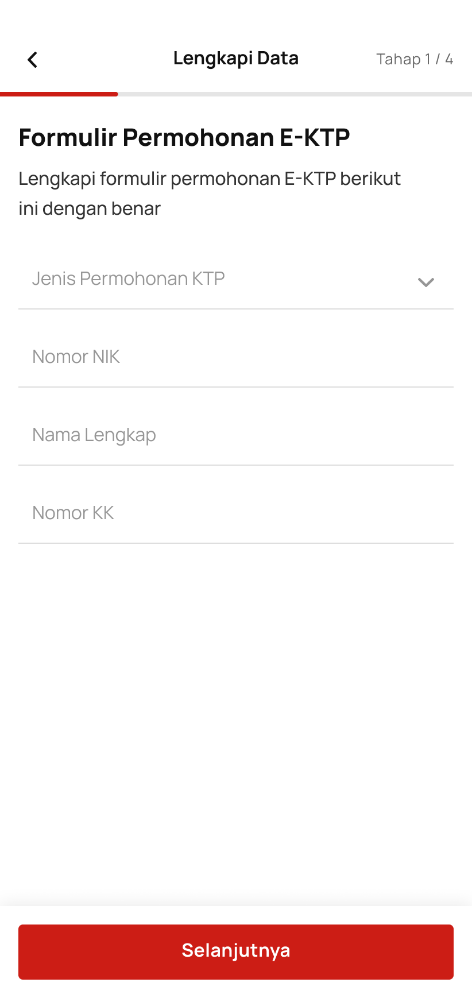 Lengkapi Data
Tahap 1 / 4
Formulir Permohonan E-KTP
Lengkapi formulir permohonan E-KTP berikut
ini dengan benar
Jenis Permohonan KTP
Nomor NIK
Nama Lengkap
Nomor KK
Selanjutnya